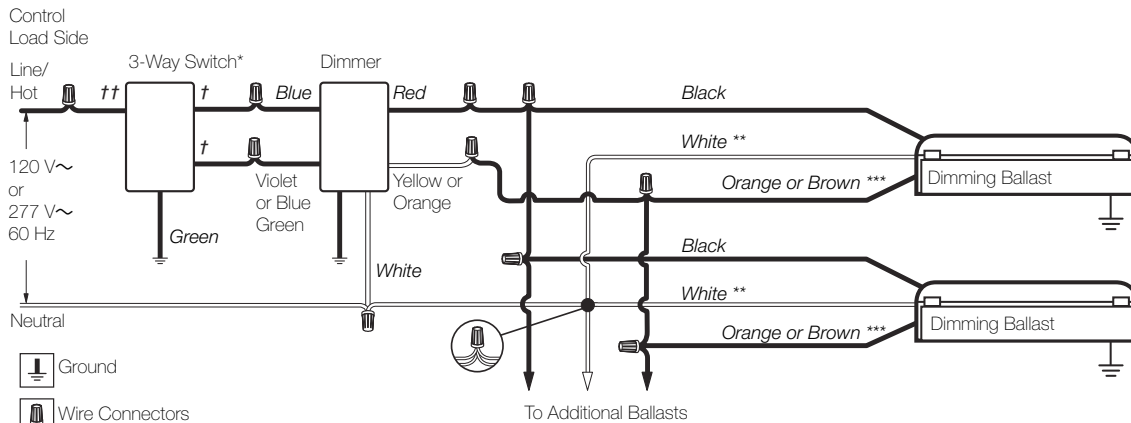 Control
Load Side
Line/
Hot
3-Way Switch*
Dimmer
††
†
Blue
Red
Black
†
White **
120 V~
or
277 V~
60 Hz
Violet
or Blue
Green
Yellow or
Orange
Orange or Brown ***
Dimming Ballast
Green
White
Black
White **
Neutral
Orange or Brown ***
Dimming Ballast
Ground
Wire Connectors
To Additional Ballasts